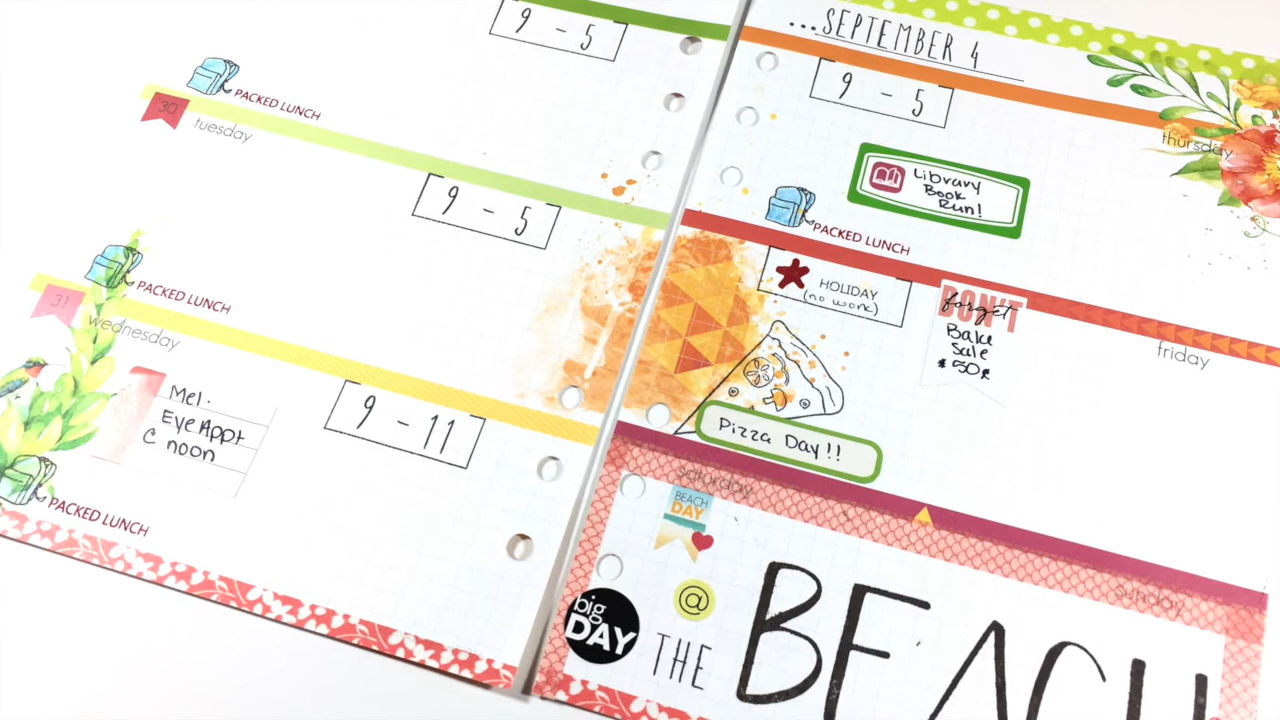 9 - 5
PACKED LUNCH
30
tuesday
9 - 5
PACKED LUNCH
31
wednesday
Mel.
Eye Appt
@ noon
9 - 11
PACKED LUNCH
...SEPTEMBER 4
9 - 5
thursday
Library
Book
Run!
PACKED LUNCH
HOLIDAY
(no work)
DON'T
forget
Bake
Sale
friday
Pizza Day!!
saturday
BEACH
DAY
sunday
big
DAY
@
THE
BEACH